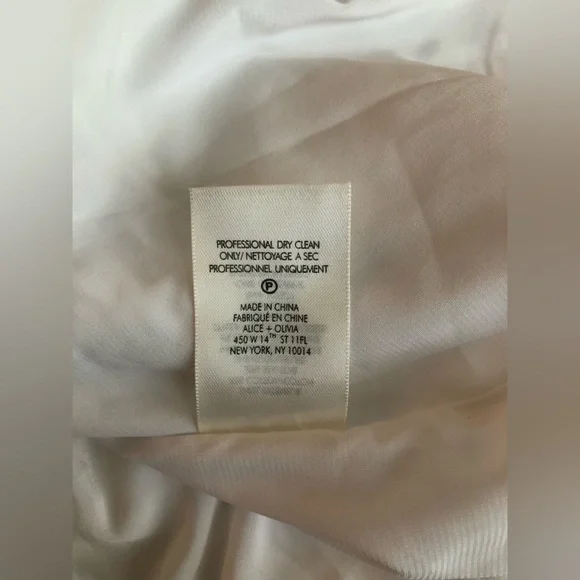 PROFESSIONAL DRY CLEAN
ONLY/ NETTOYAGE A SEC
PROFESSIONNEL UNIQUEMENT
P
MADE IN CHINA
FABRIQUÉ EN CHINE
ALICE + OLIVIA
450 W 14TH ST 11FL
NEW YORK, NY 10014